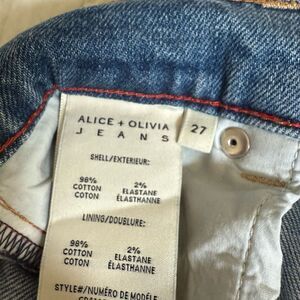 ALICE + OLIVIA
JEANS
27
SHELL/EXTERIEUR:
98% 2%
COTTON ELASTANE
COTON ÉLASTHANNE
LINING/DOUBLURE:
98% 2%
COTTON ELASTANE
COTON ÉLASTHANNE
STYLE#/NUMÉRO DE MODÈLE